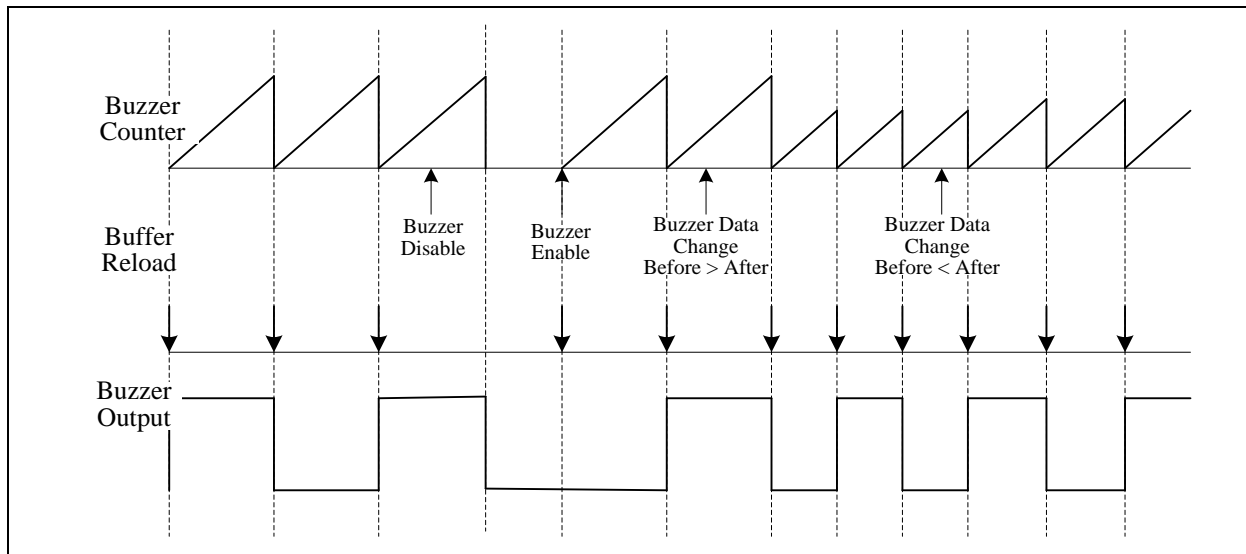 Buzzer
Counter
Buffer
Reload
Buzzer
Disable
Buzzer
Enable
Buzzer Data
Change
Before > After
Buzzer Data
Change
Before < After
Buzzer
Output